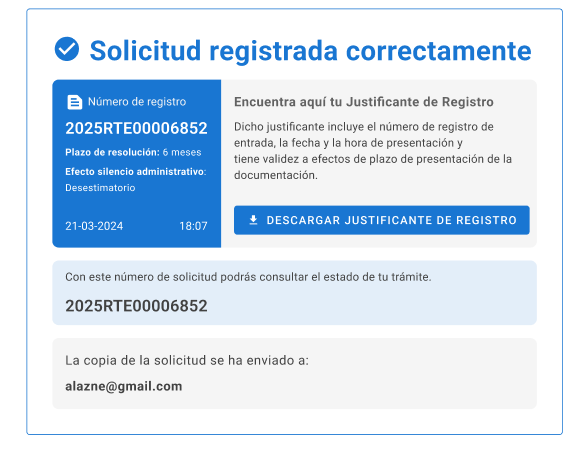 Solicitud registrada correctamente
Número de registro
2025RTE00006852
Plazo de resolución: 6 meses
Efecto silencio administrativo:
Desestimatorio
21-03-2024 18:07
Encuentra aquí tu Justificante de Registro
Dicho justificante incluye el número de registro de
entrada, la fecha y la hora de presentación y
tiene validez a efectos de plazo de presentación de la
documentación.
DESCARGAR JUSTIFICANTE DE REGISTRO
Con este número de solicitud podrás consultar el estado de tu trámite.
2025RTE00006852
La copia de la solicitud se ha enviado a:
alazne@gmail.com